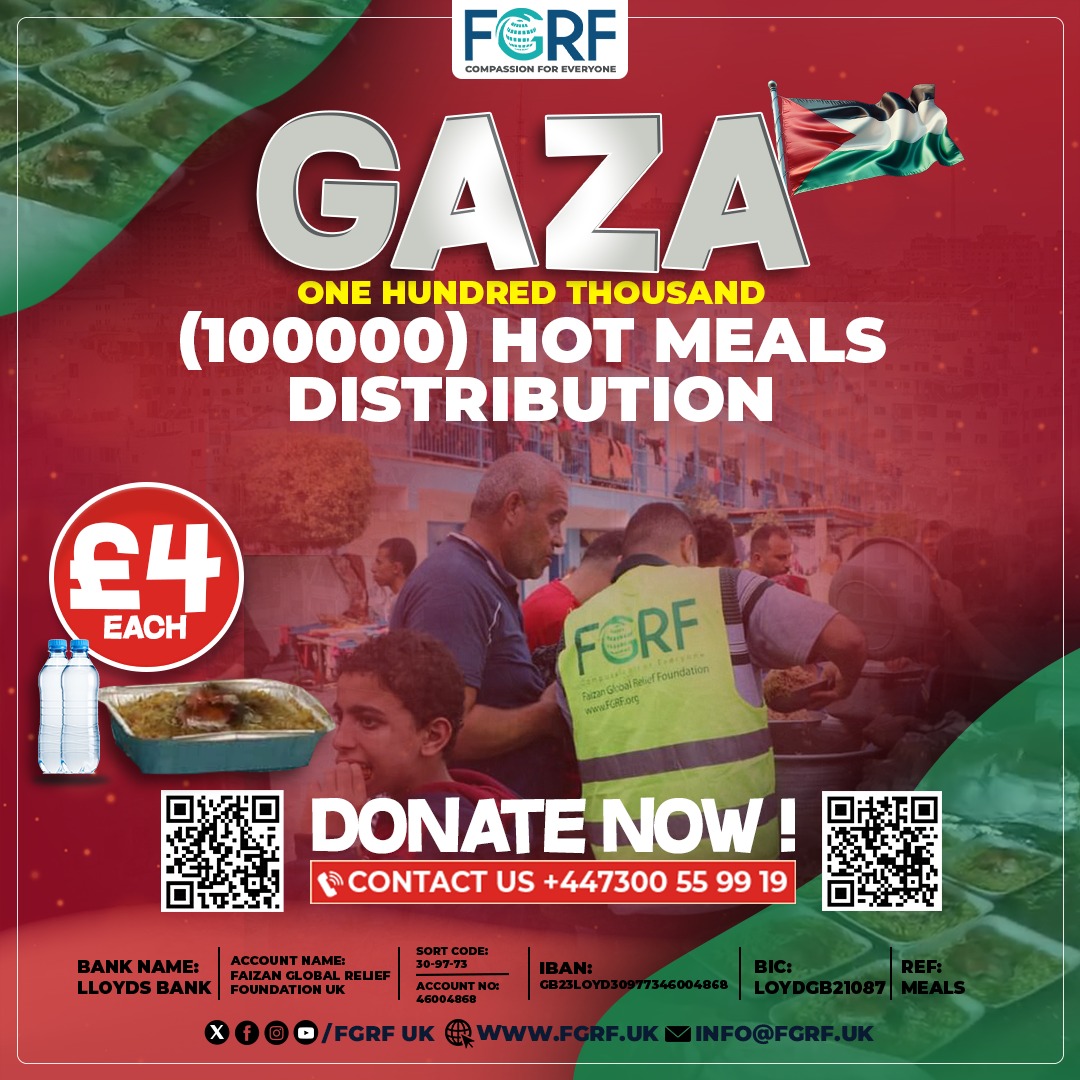 FGRF
COMPASSION FOR EVERYONE
GAZA
ONE HUNDRED THOUSAND
(100000) HOT MEALS
DISTRIBUTION
£4
EACH
FGRF
Compassion for Everyone
Faizan Global Relief Foundation
www.FGRF.org
DONATE NOW !
CONTACT US +447300 55 99 19
BANK NAME:
LLOYDS BANK
ACCOUNT NAME:
FAIZAN GLOBAL RELIEF
FOUNDATION UK
SORT CODE:
30-97-73
ACCOUNT NO:
46004868
IBAN:
GB23LOYD30977346004868
BIC:
LOYDGB21087
REF:
MEALS
/FGRF UK WWW.FGRF.UK INFO@FGRF.UK